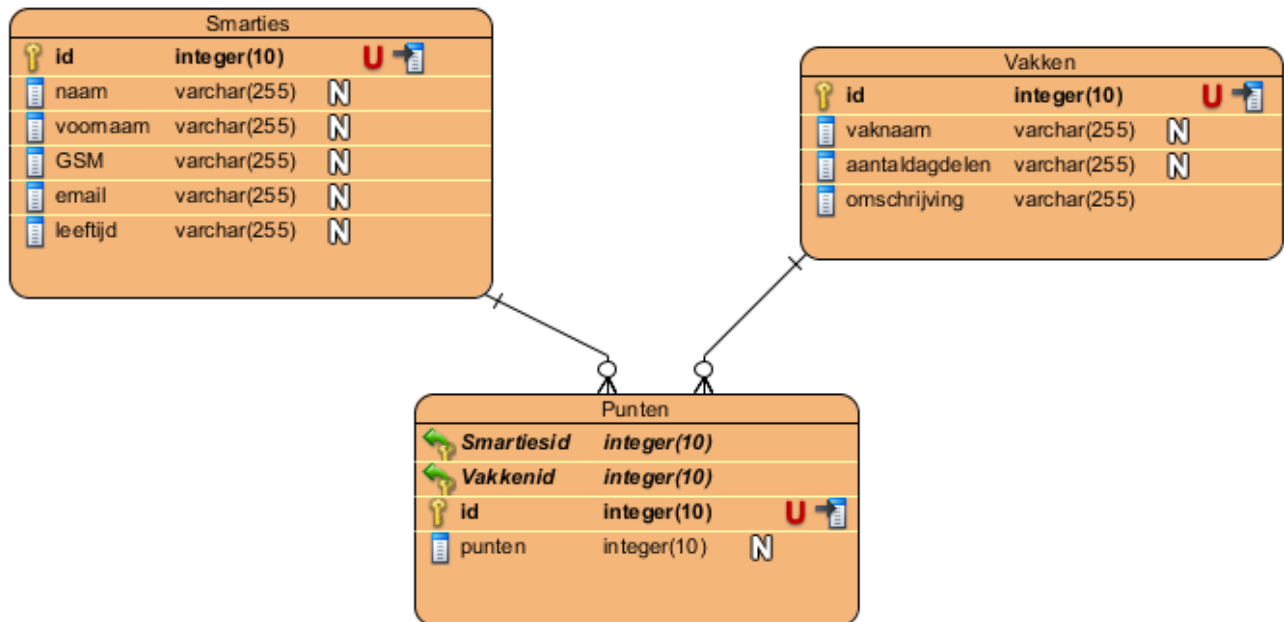 Smarties
id integer(10) U
naam varchar(255) N
voornaam varchar(255) N
GSM varchar(255) N
email varchar(255) N
leeftijd varchar(255) N
Vakken
id integer(10) U
vaknaam varchar(255) N
aantaldagdelen varchar(255) N
omschrijving varchar(255)
Punten
Smartiesid integer(10)
Vakkenid integer(10)
id integer(10) U
punten integer(10) N